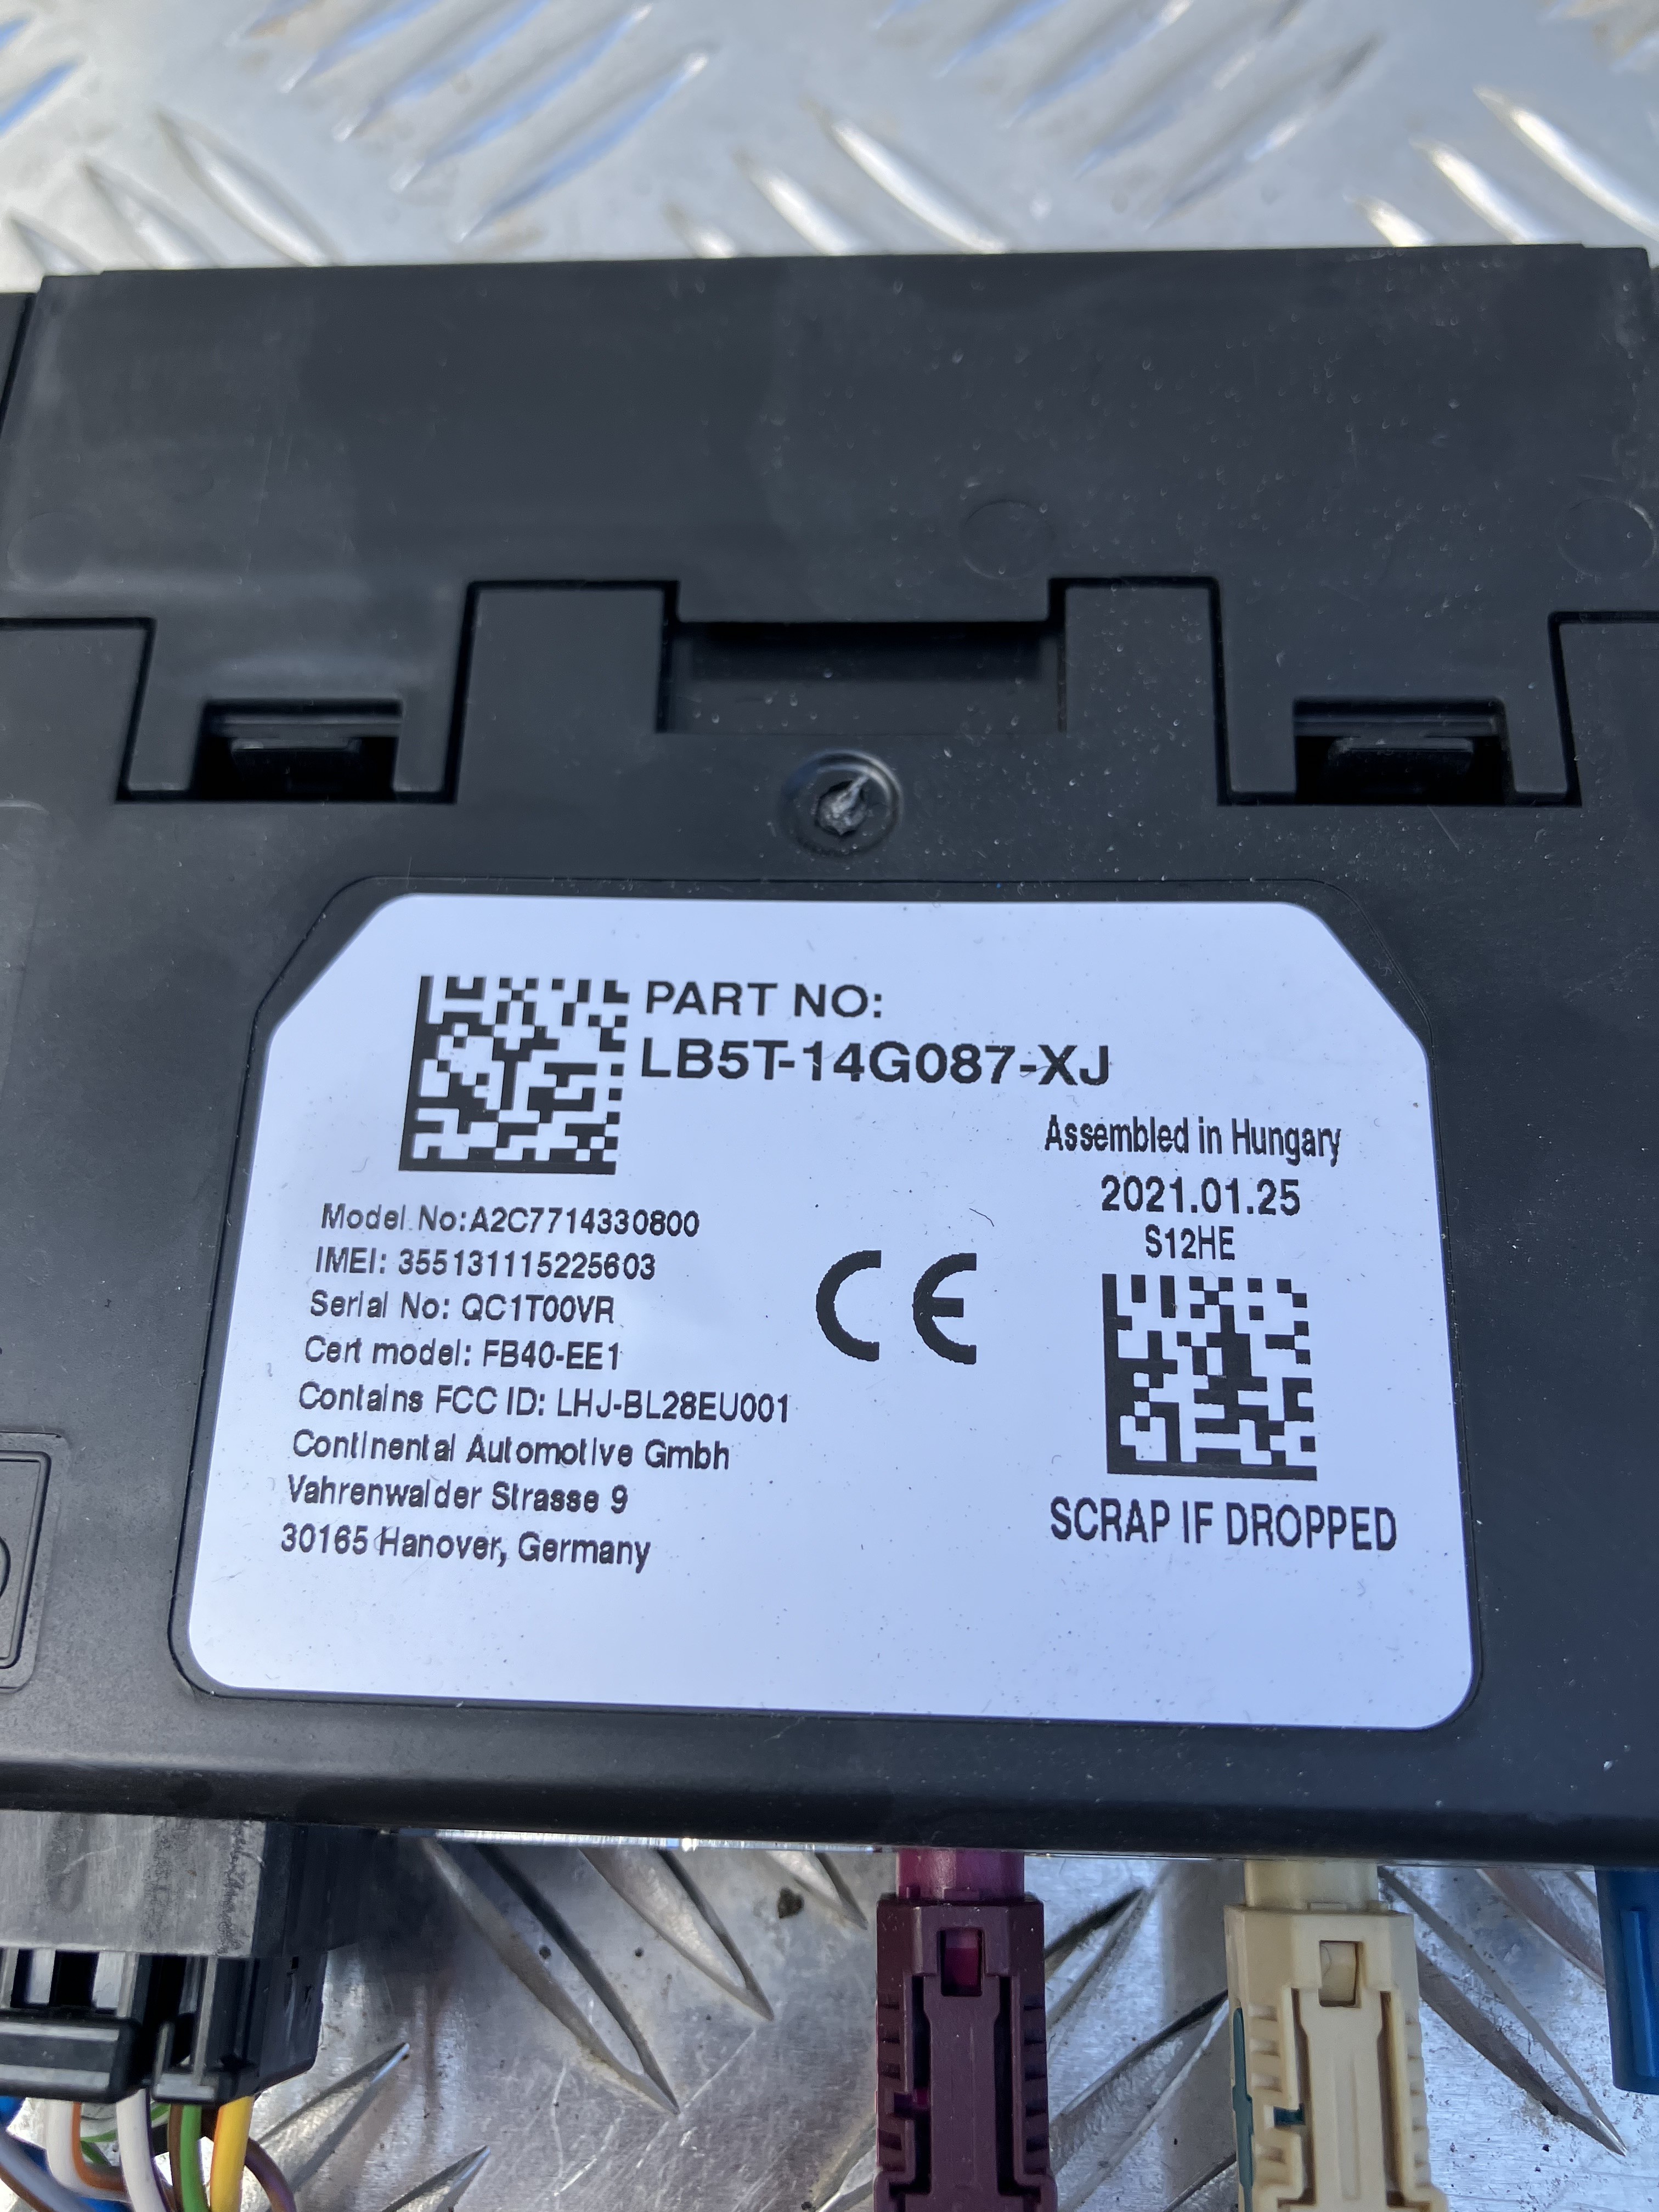 PART NO:
LB5T-14G087-XJ
Assembled in Hungary
2021.01.25
S12HE
Model No:A2C7714330800
IMEI: 355131115225603
Serial No: QC1T00VR
Cert model: FB40-EE1
Contains FCC ID: LHJ-BL28EU001
Continental Automotive Gmbh
Vahrenwalder Strasse 9
30165 Hanover, Germany
CE
SCRAP IF DROPPED